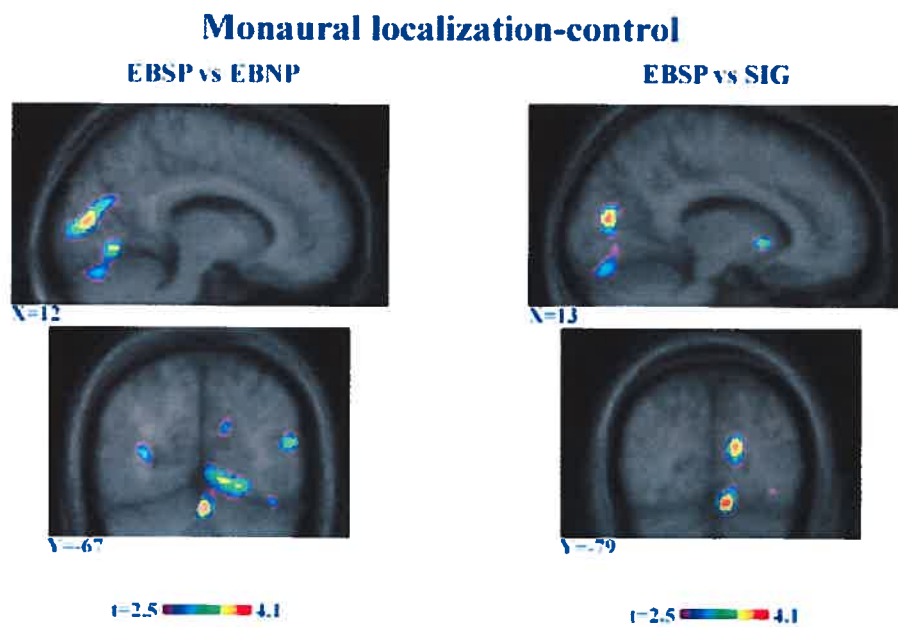 Monaural localization-control
EBSP vs EBNP
EBSP vs SIG
X=12
X=13
Y=-67
Y=-79
t=2.5 4.1
t=2.5 4.1